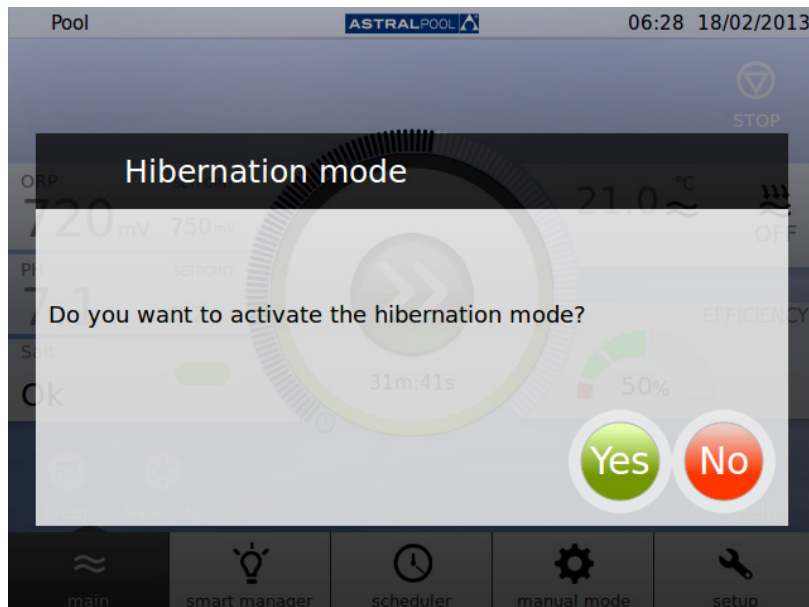 Pool
ASTRALPOOL
06:28 18/02/2013
STOP
Hibernation mode
ORP
720 mV
750 mV
21.0 °C
OFF
PH
SETPOINT
7.1
Do you want to activate the hibernation mode?
EFFICIENCY
Salt
Ok
31m:41s
50%
Yes
No
main
smart manager
scheduler
manual mode
setup